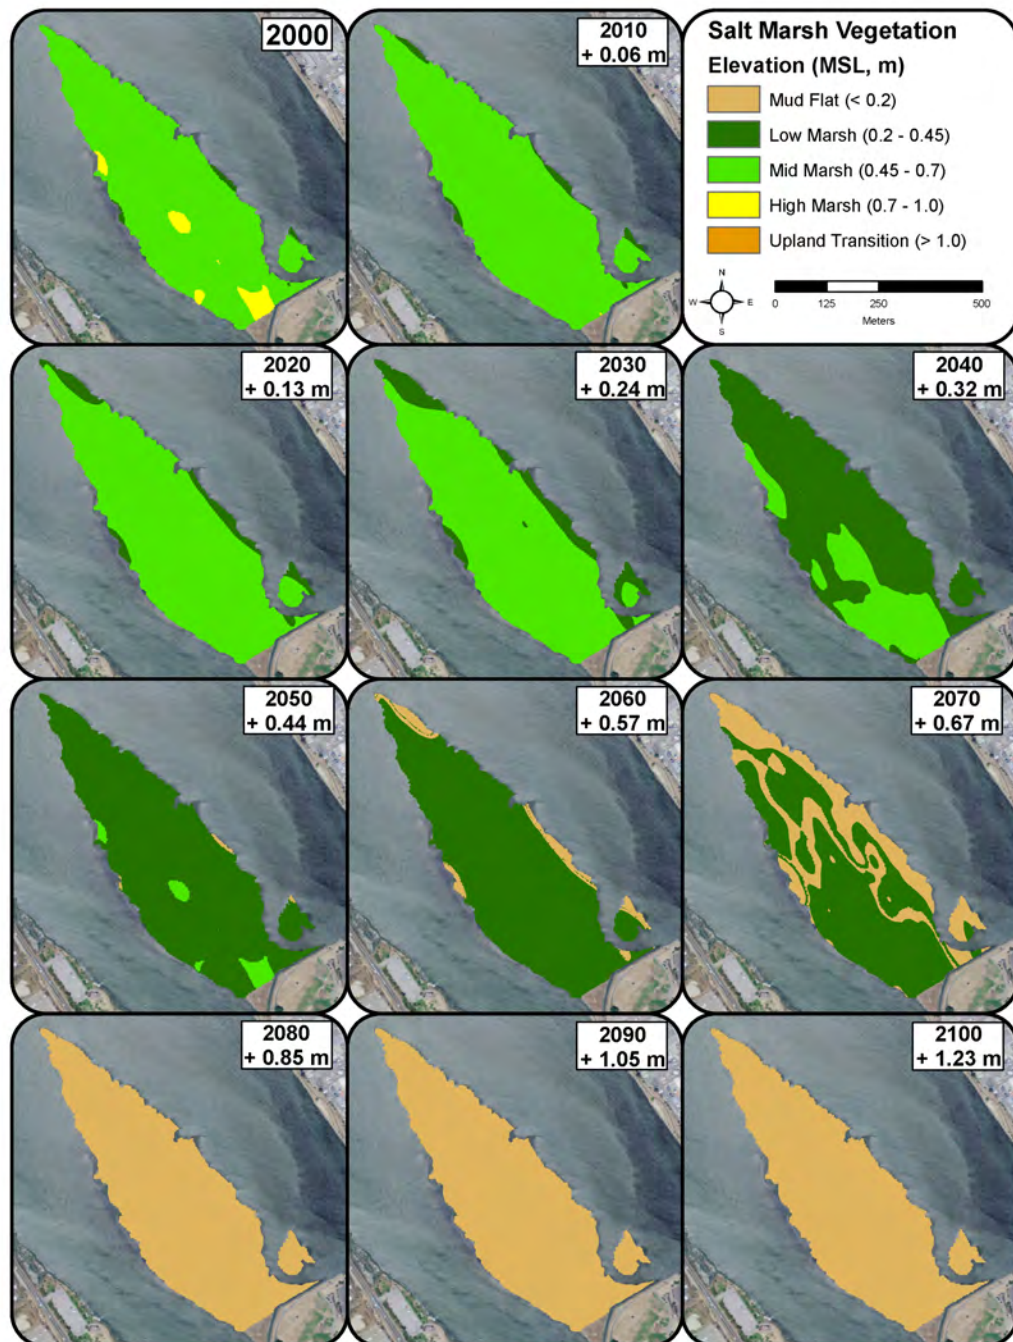 2000
2010
+ 0.06 m
Salt Marsh Vegetation
Elevation (MSL, m)
Mud Flat (< 0.2)
Low Marsh (0.2 - 0.45)
Mid Marsh (0.45 - 0.7)
High Marsh (0.7 - 1.0)
Upland Transition (> 1.0)
N
W E
S
0 125 250 500
Meters
2020
+ 0.13 m
2030
+ 0.24 m
2040
+ 0.32 m
2050
+ 0.44 m
2060
+ 0.57 m
2070
+ 0.67 m
2080
+ 0.85 m
2090
+ 1.05 m
2100
+ 1.23 m